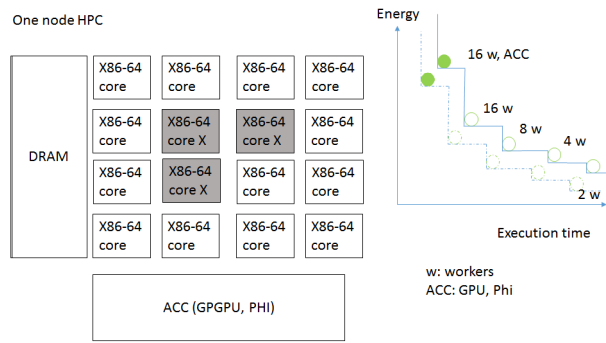 One node HPC
DRAM
X86-64
core
X86-64
core
X86-64
core
X86-64
core
X86-64
core
X86-64
core X
X86-64
core X
X86-64
core
X86-64
core
X86-64
core X
X86-64
core
X86-64
core
X86-64
core
X86-64
core
X86-64
core
X86-64
core
ACC (GPGPU, PHI)
Energy
16 w, ACC
16 w
8 w
4 w
2 w
Execution time
w: workers
ACC: GPU, Phi